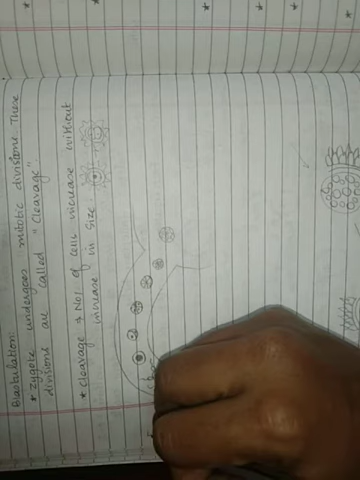 Blastulation:
* Zygote undergoes mitotic divisions. These
divisions are called "Cleavage".
* Cleavage → No/ of cells increase without
increase in size.